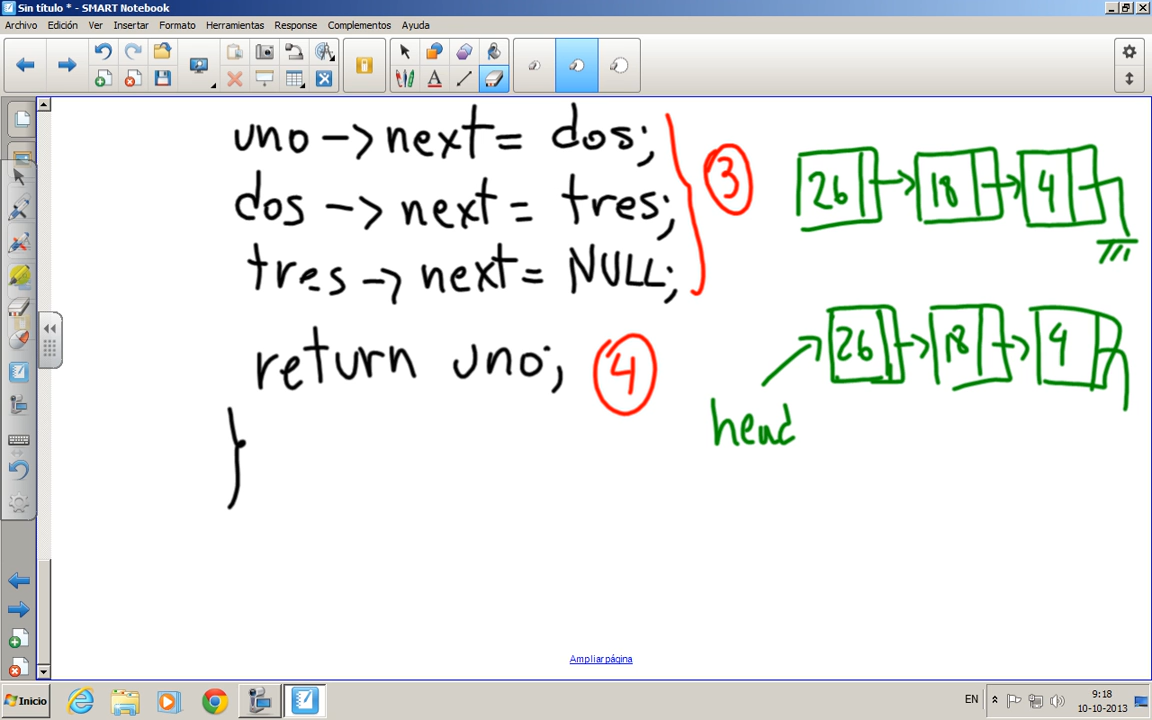 Sin título * - SMART Notebook
Archivo Edición Ver Insertar Formato Herramientas Response Complementos Ayuda
uno -> next = dos;
dos -> next = tres;
tres -> next = NULL;
3
return uno;
4
}
26 18 4
26 18 4
head
Ampliar página
Inicio
EN
9:18
10-10-2013